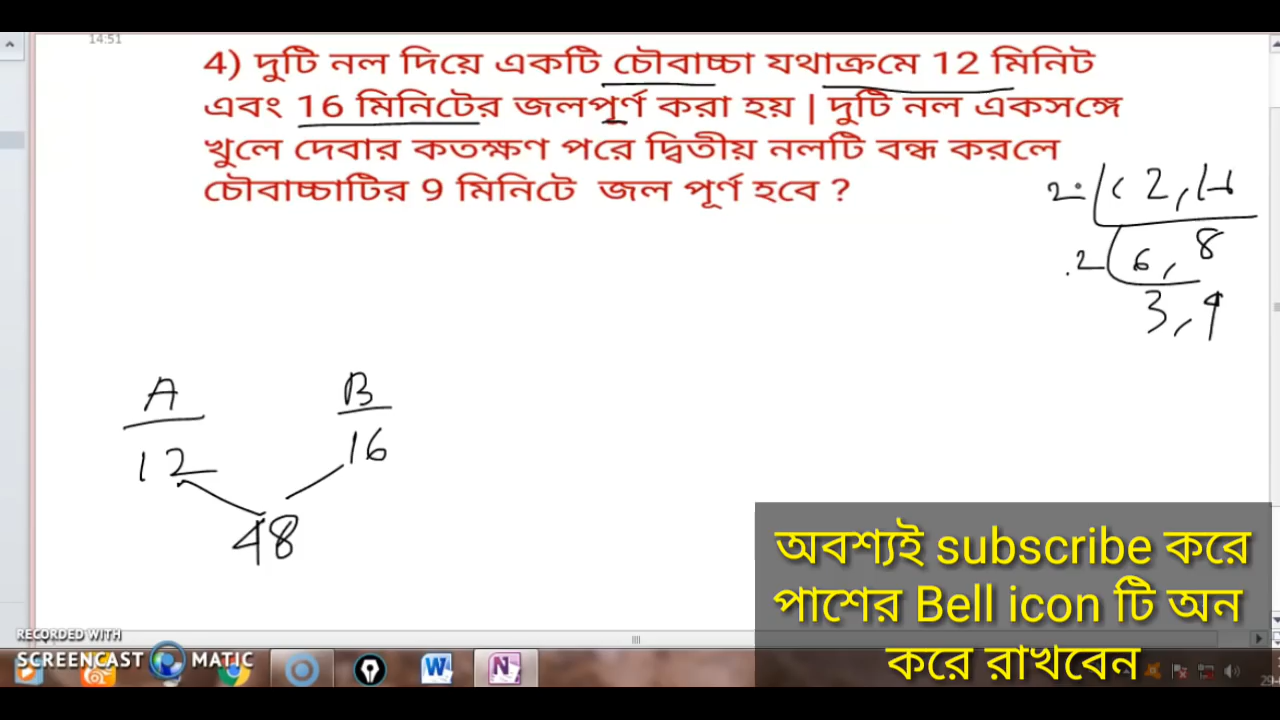 14:51
4) দুটি নল দিয়ে একটি চৌবাচ্চা যথাক্রমে 12 মিনিট
এবং 16 মিনিটের জলপূর্ণ করা হয় | দুটি নল একসঙ্গে
খুলে দেবার কতক্ষণ পরে দ্বিতীয় নলটি বন্ধ করলে
চৌবাচ্চাটির 9 মিনিটে জল পূর্ণ হবে ?
2 12, 16
2 6, 8
3, 4
A B
12 16
48
অবশ্যই subscribe করে
পাশের Bell icon টি অন
করে রাখবেন
RECORDED WITH
SCREENCAST MATIC